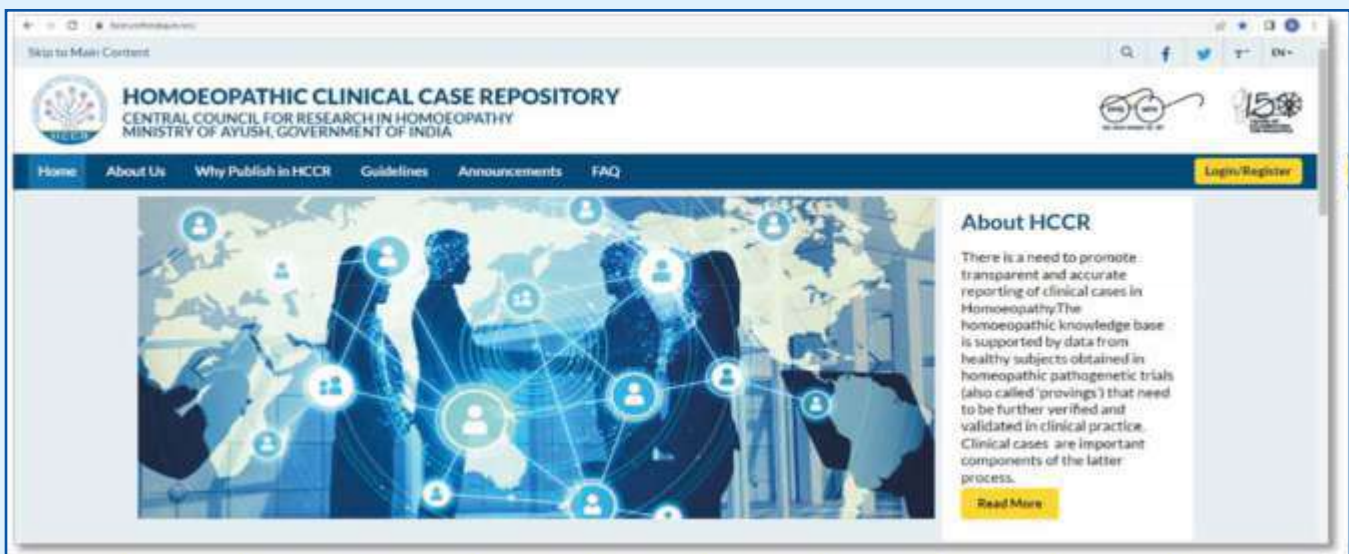 Skip to Main Content
EN
HCCR
HOMOEOPATHIC CLINICAL CASE REPOSITORY
CENTRAL COUNCIL FOR RESEARCH IN HOMOEOPATHY
MINISTRY OF AYUSH, GOVERNMENT OF INDIA
150
Home About Us Why Publish in HCCR Guidelines Announcements FAQ Login/Register
About HCCR
There is a need to promote
transparent and accurate
reporting of clinical cases in
Homoeopathy.The
homoeopathic knowledge base
is supported by data from
healthy subjects obtained in
homeopathic pathogenetic trials
(also called 'provings') that need
to be further verified and
validated in clinical practice.
Clinical cases are important
components of the latter
process.
Read More